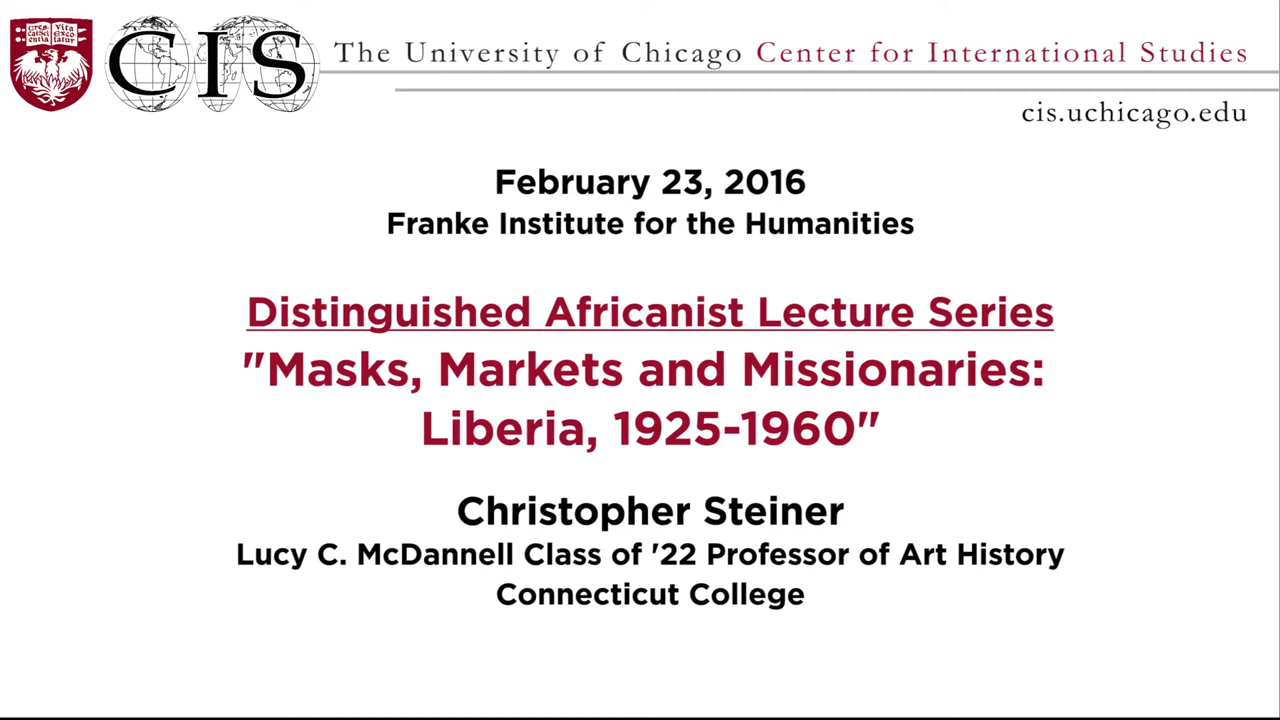 CIS
The University of Chicago Center for International Studies
cis.uchicago.edu
February 23, 2016
Franke Institute for the Humanities
Distinguished Africanist Lecture Series
"Masks, Markets and Missionaries:
Liberia, 1925-1960"
Christopher Steiner
Lucy C. McDannell Class of '22 Professor of Art History
Connecticut College